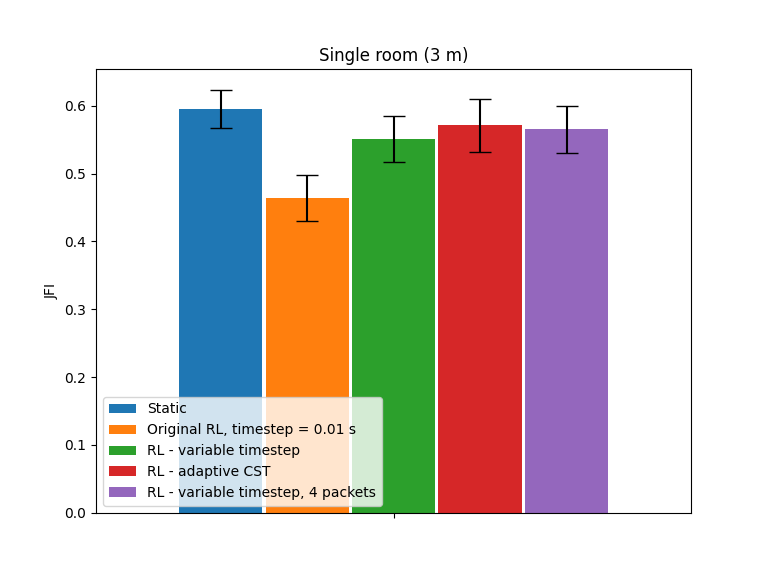 Single room (3 m)
JFI
0.6
0.5
0.4
0.3
0.2
0.1
0.0
Static
Original RL, timestep = 0.01 s
RL - variable timestep
RL - adaptive CST
RL - variable timestep, 4 packets